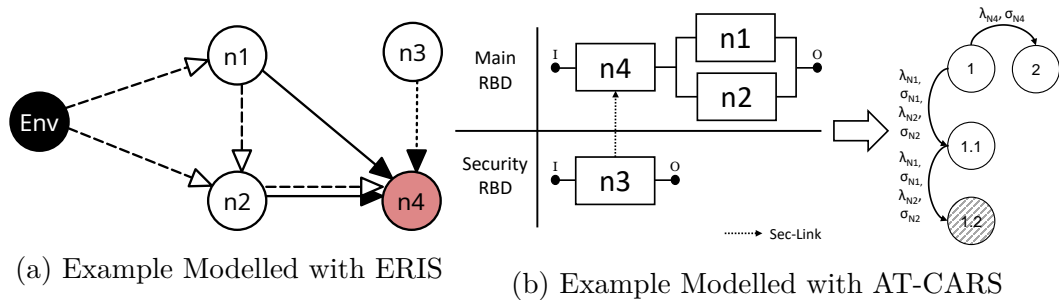 Env
n1
n2
n3
n4
(a) Example Modelled with ERIS
Main
RBD
I
n4
n1
n2
O
Security
RBD
I
n3
O
Sec-Link
λN4, σN4
1
2
λN1,
σN1,
λN2,
σN2
1.1
λN1,
σN1,
λN2,
σN2
1.2
(b) Example Modelled with AT-CARS